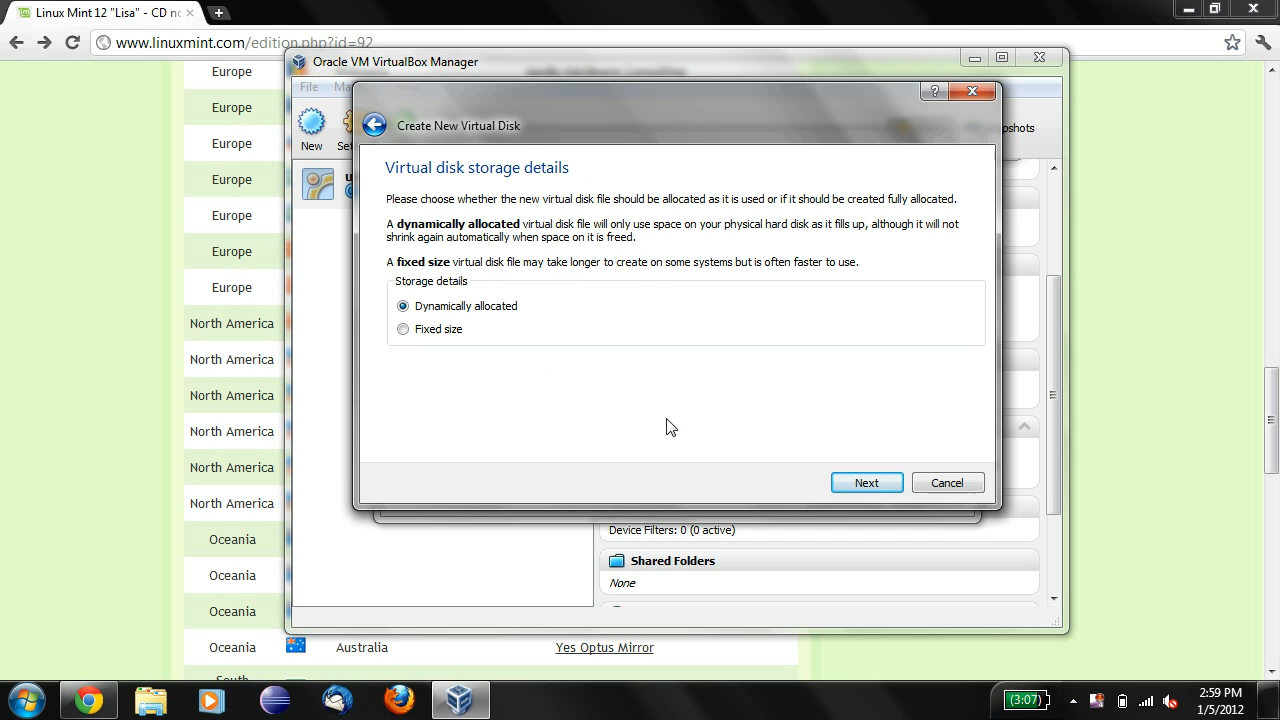 Linux Mint 12 "Lisa" - CD no
www.linuxmint.com/edition.php?id=92
Oracle VM VirtualBox Manager
File
Create New Virtual Disk
New
Virtual disk storage details
Please choose whether the new virtual disk file should be allocated as it is used or if it should be created fully allocated.
A dynamically allocated virtual disk file will only use space on your physical hard disk as it fills up, although it will not
shrink again automatically when space on it is freed.
A fixed size virtual disk file may take longer to create on some systems but is often faster to use.
Storage details
Dynamically allocated
Fixed size
Next
Cancel
Device Filters: 0 (0 active)
Shared Folders
None
Europe
Europe
Europe
Europe
Europe
Europe
Europe
North America
North America
North America
North America
North America
North America
Oceania
Oceania
Oceania
Oceania
Australia
Yes Optus Mirror
South
(3:07)
2:59 PM
1/5/2012